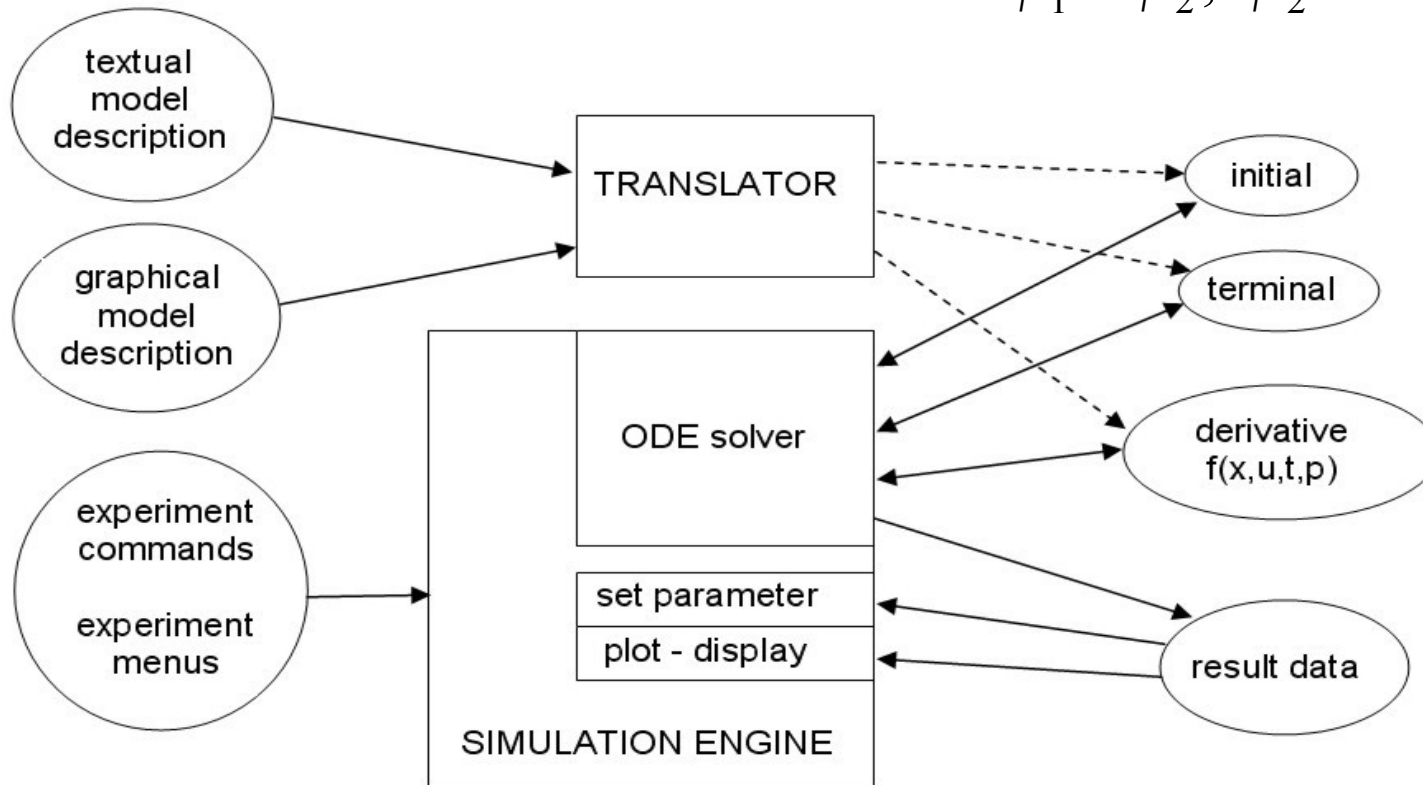 textual
model
description
TRANSLATOR
initial
graphical
model
description
terminal
ODE solver
derivative
f(x,u,t,p)
experiment
commands
experiment
menus
set parameter
plot - display
result data
SIMULATION ENGINE